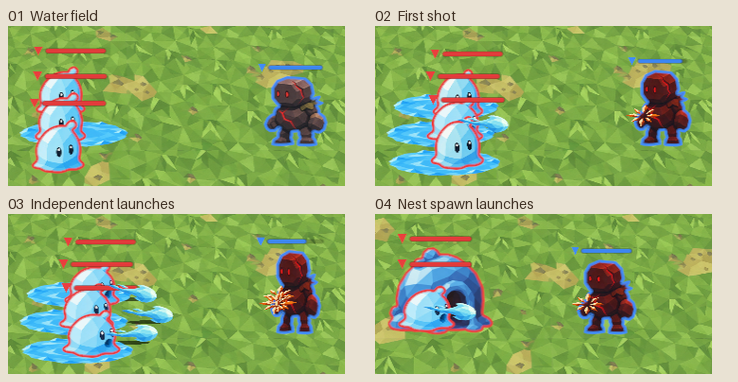 01 Water field
02 First shot
03 Independent launches
04 Nest spawn launches